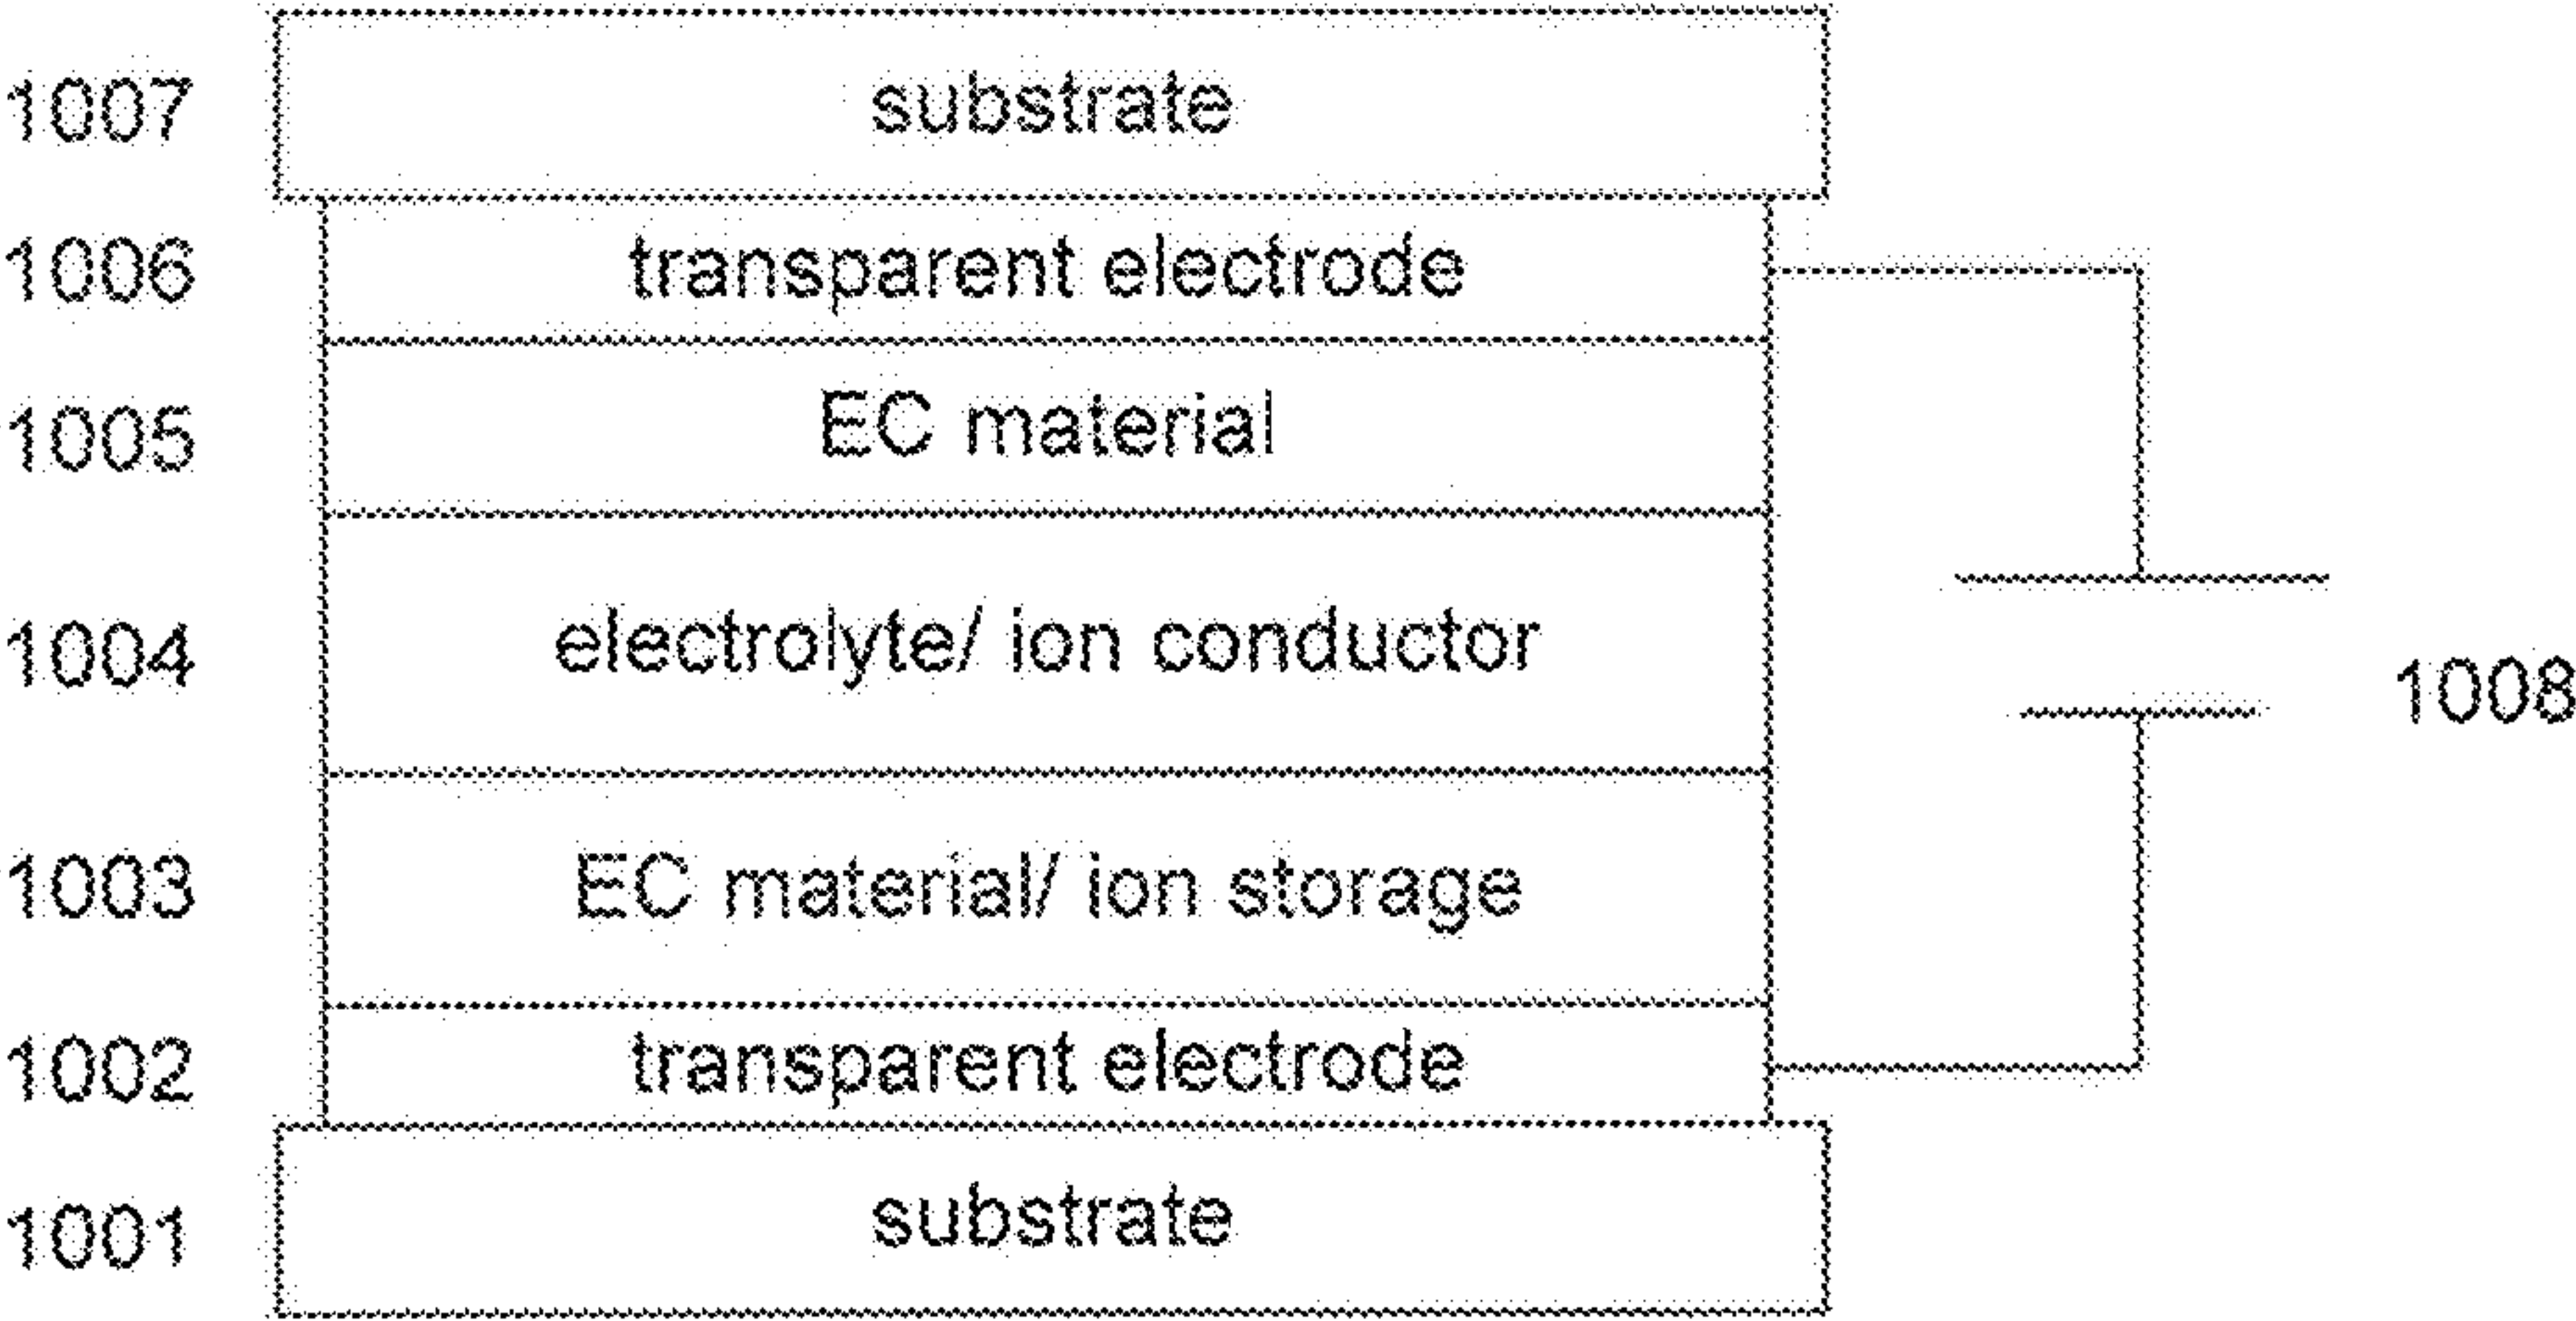 1007 substrate
1006 transparent electrode
1005 EC material
1004 electrolyte/ ion conductor
1008
1003 EC material/ ion storage
1002 transparent electrode
1001 substrate